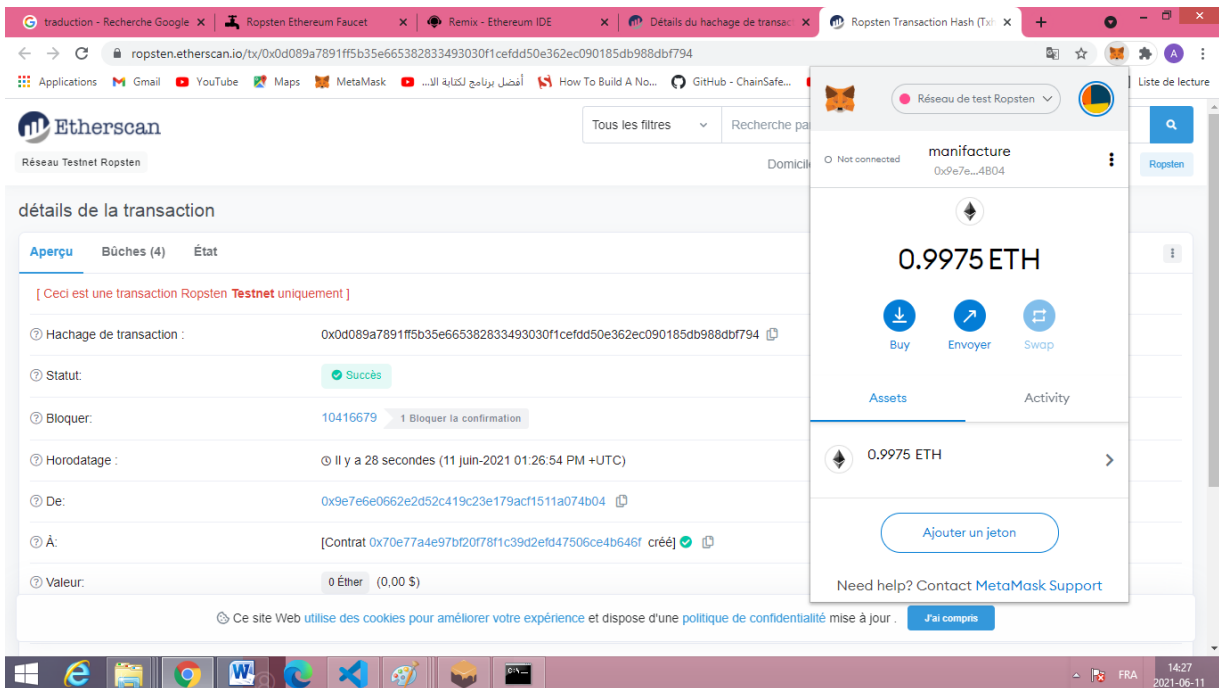 traduction - Recherche Google
Ropsten Ethereum Faucet
Remix - Ethereum IDE
Détails du hachage de transac
Ropsten Transaction Hash (Txh
ropsten.etherscan.io/tx/0x0d089a7891ff5b35e665382833493030f1cefdd50e362ec090185db988dbf794
Applications
Gmail
YouTube
Maps
MetaMask
أفضل برنامج لكتابة الا...
How To Build A No...
GitHub - ChainSafe...
Liste de lecture
Etherscan
Tous les filtres
Recherche pa
Réseau Testnet Ropsten
Domicile
Ropsten
détails de la transaction
Aperçu
Bûches (4)
État
[ Ceci est une transaction Ropsten Testnet uniquement ]
Hachage de transaction :
0x0d089a7891ff5b35e665382833493030f1cefdd50e362ec090185db988dbf794
Statut:
Succès
Bloquer:
10416679
1 Bloquer la confirmation
Horodatage :
Il y a 28 secondes (11 juin-2021 01:26:54 PM +UTC)
De:
0x9e7e6e0662e2d52c419c23e179acf1511a074b04
À:
[Contrat 0x70e77a4e97bf20f78f1c39d2efd47506ce4b646f créé]
Valeur:
0 Éther (0,00 $)
Ce site Web utilise des cookies pour améliorer votre expérience et dispose d'une politique de confidentialité mise à jour .
J'ai compris
Réseau de test Ropsten
Not connected
manifacture
0x9e7e...4B04
0.9975 ETH
Buy
Envoyer
Swap
Assets
Activity
0.9975 ETH
Ajouter un jeton
Need help? Contact MetaMask Support
FRA
14:27
2021-06-11